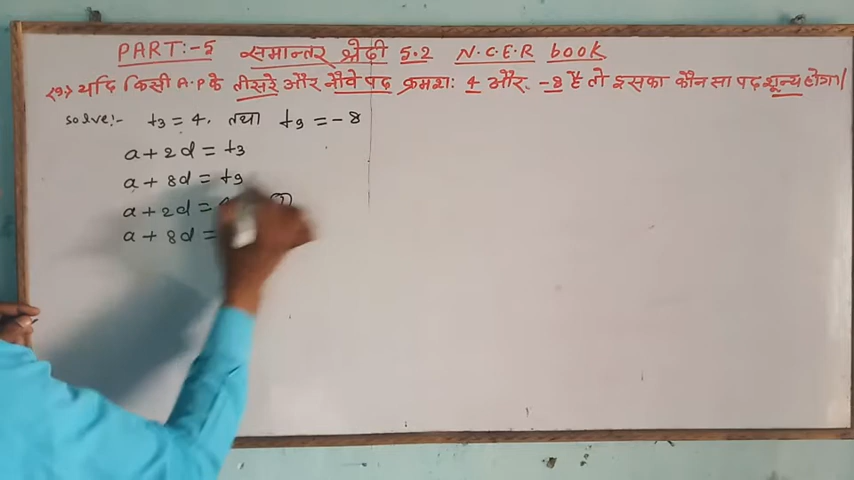 PART:-5 समान्तर श्रेढी 5.2 N.C.E.R book
(9)> यदि किसी A.P के तीसरे और नौवे पद क्रमशः 4 और -8 है तो इसका कौन सा पद शून्य होगा।
solve:- t3 = 4. तथा t9 = -8
a + 2d = t3
a + 8d = t9
a + 2d =
a + 8d =